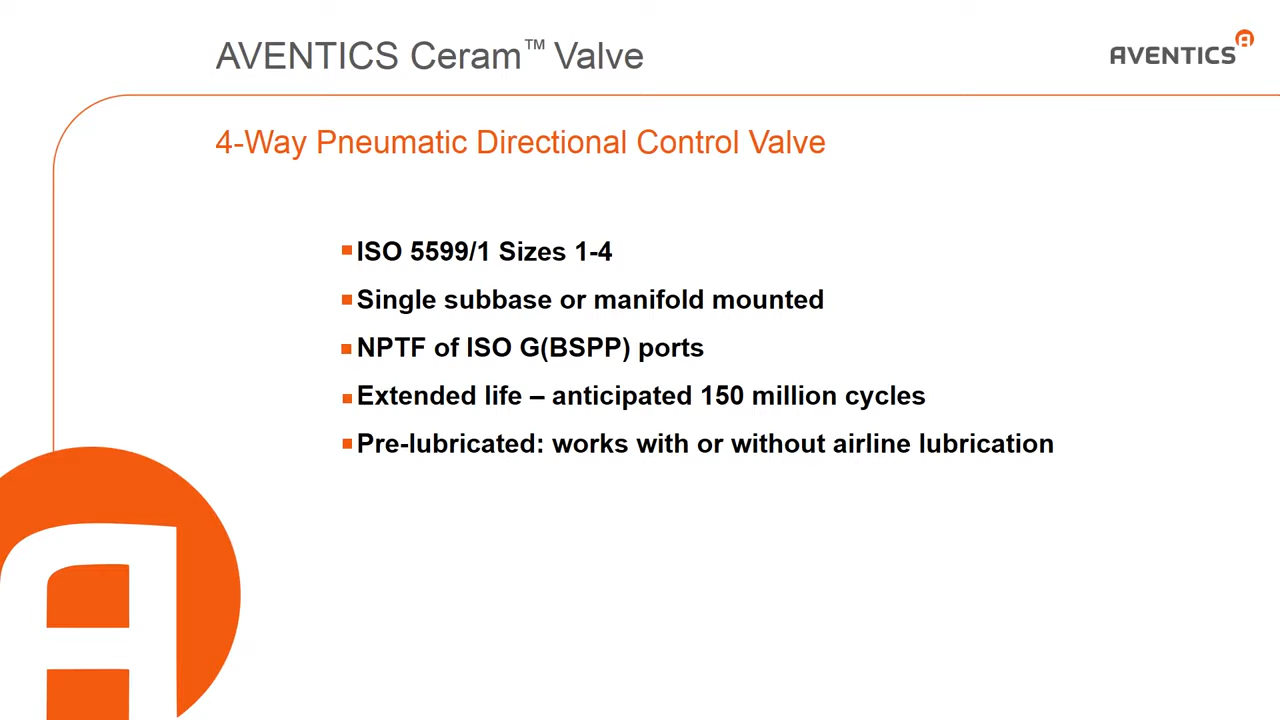 AVENTICS Ceram™ Valve
AVENTICS
4-Way Pneumatic Directional Control Valve
ISO 5599/1 Sizes 1-4
Single subbase or manifold mounted
NPTF of ISO G(BSPP) ports
Extended life – anticipated 150 million cycles
Pre-lubricated: works with or without airline lubrication